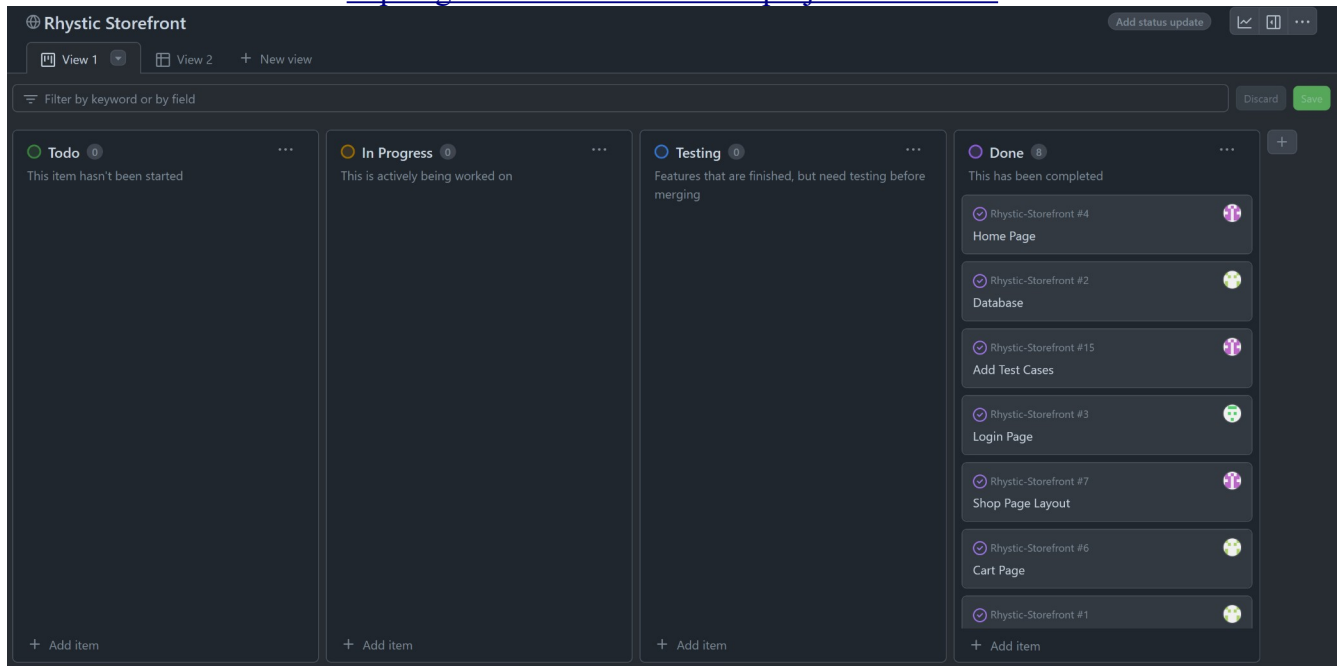 Rhystic Storefront
Add status update
View 1
View 2
+ New view
Filter by keyword or by field
Discard
Save
Todo 0
This item hasn't been started
+ Add item
In Progress 0
This is actively being worked on
+ Add item
Testing 0
Features that are finished, but need testing before
merging
+ Add item
Done 8
This has been completed
Rhystic-Storefront #4
Home Page
Rhystic-Storefront #2
Database
Rhystic-Storefront #15
Add Test Cases
Rhystic-Storefront #3
Login Page
Rhystic-Storefront #7
Shop Page Layout
Rhystic-Storefront #6
Cart Page
Rhystic-Storefront #1
+ Add item